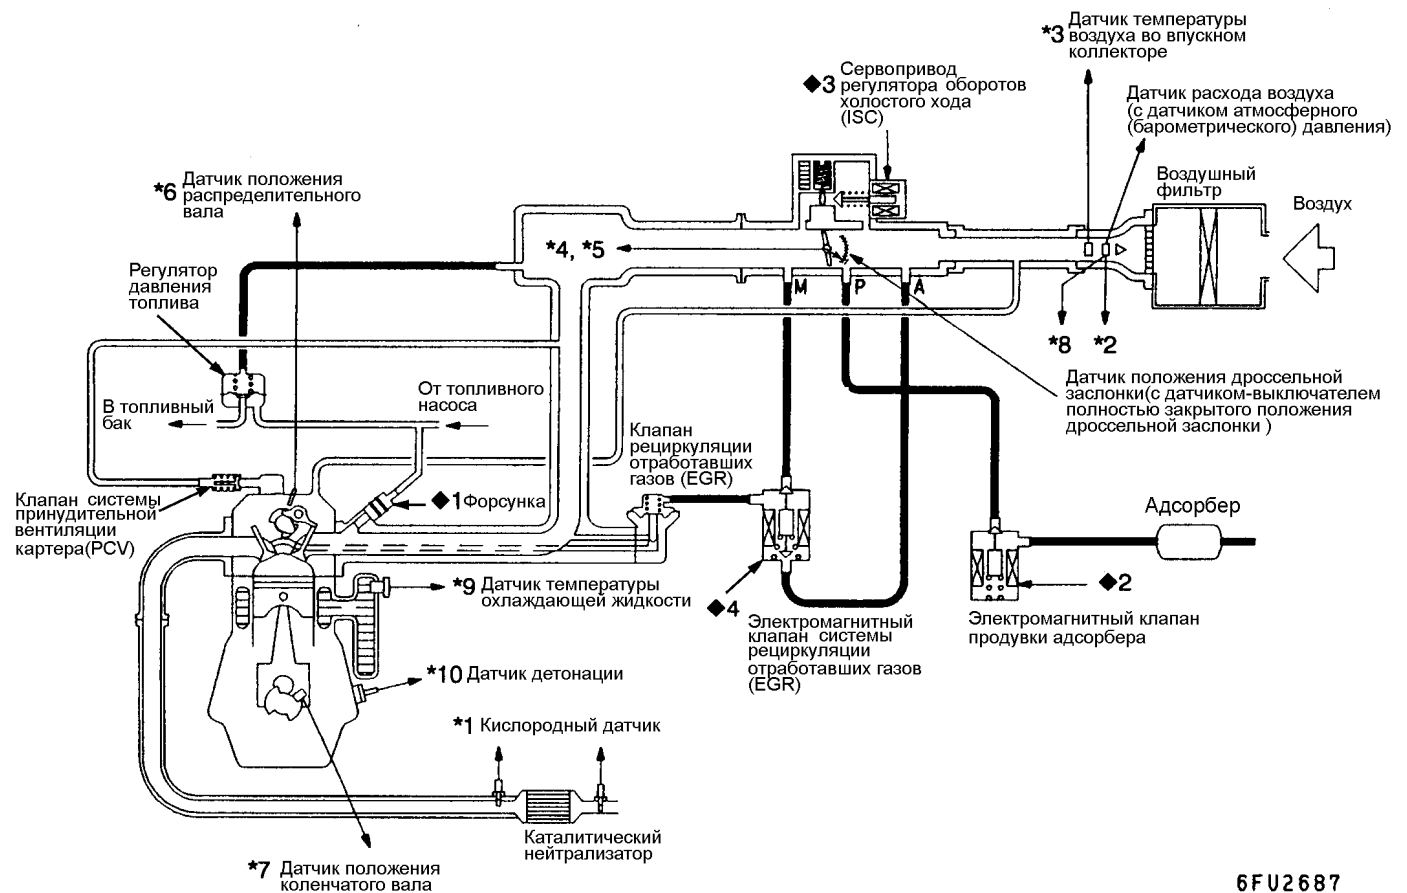 *3 Датчик температуры
воздуха во впускном
коллекторе
◆3 Сервопривод
регулятора оборотов
холостого хода
(ISC)
Датчик расхода воздуха
(с датчиком атмосферного
(барометрического) давления)
Воздушный
фильтр
Воздух
*6 Датчик положения
распределительного
вала
*4, *5
Регулятор
давления
топлива
M
P
A
*8
*2
Датчик положения дроссельной
заслонки(с датчиком-выключателем
полностью закрытого положения
дроссельной заслонки )
В топливный
бак
От топливного
насоса
Клапан
рециркуляции
отработавших
газов (EGR)
Клапан системы
принудительной
вентиляции
картера(PCV)
◆1 Форсунка
Адсорбер
*9 Датчик температуры
охлаждающей жидкости
◆4
Электромагнитный
клапан системы
рециркуляции
отработавших газов
(EGR)
◆2
Электромагнитный клапан
продувки адсорбера
*10 Датчик детонации
*1 Кислородный датчик
Каталитический
нейтрализатор
*7 Датчик положения
коленчатого вала
6FU2687